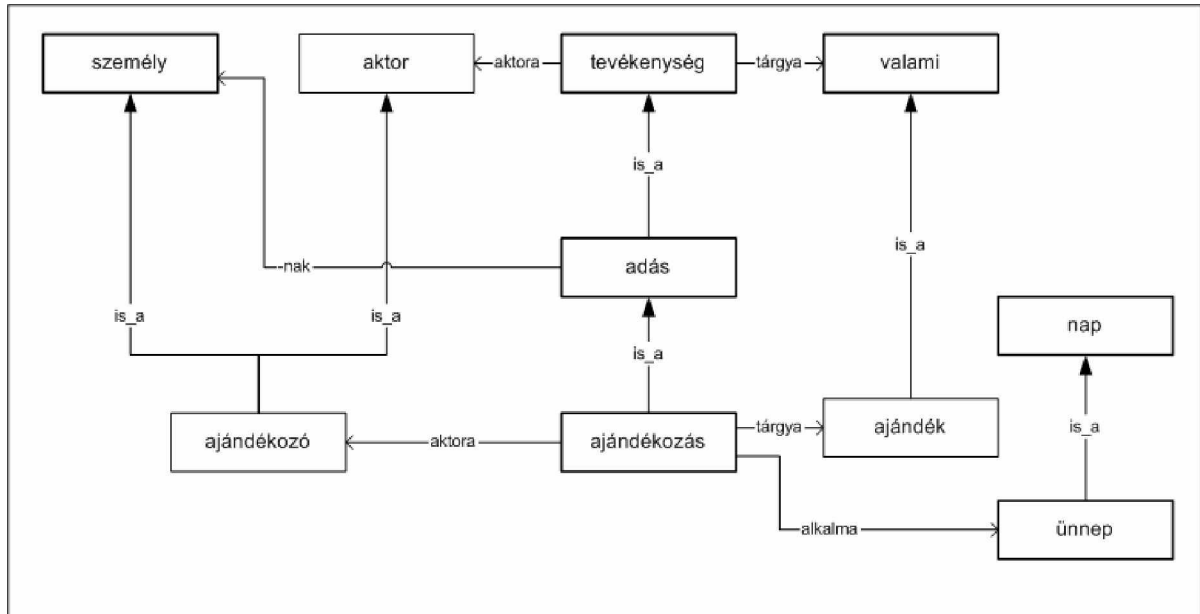 személy
aktor
aktora
tevékenység
tárgya
valami
is_a
is_a
-nak
adás
is_a
is_a
nap
is_a
ajándékozó
aktora
ajándékozás
tárgya
ajándék
is_a
alkalma
ünnep